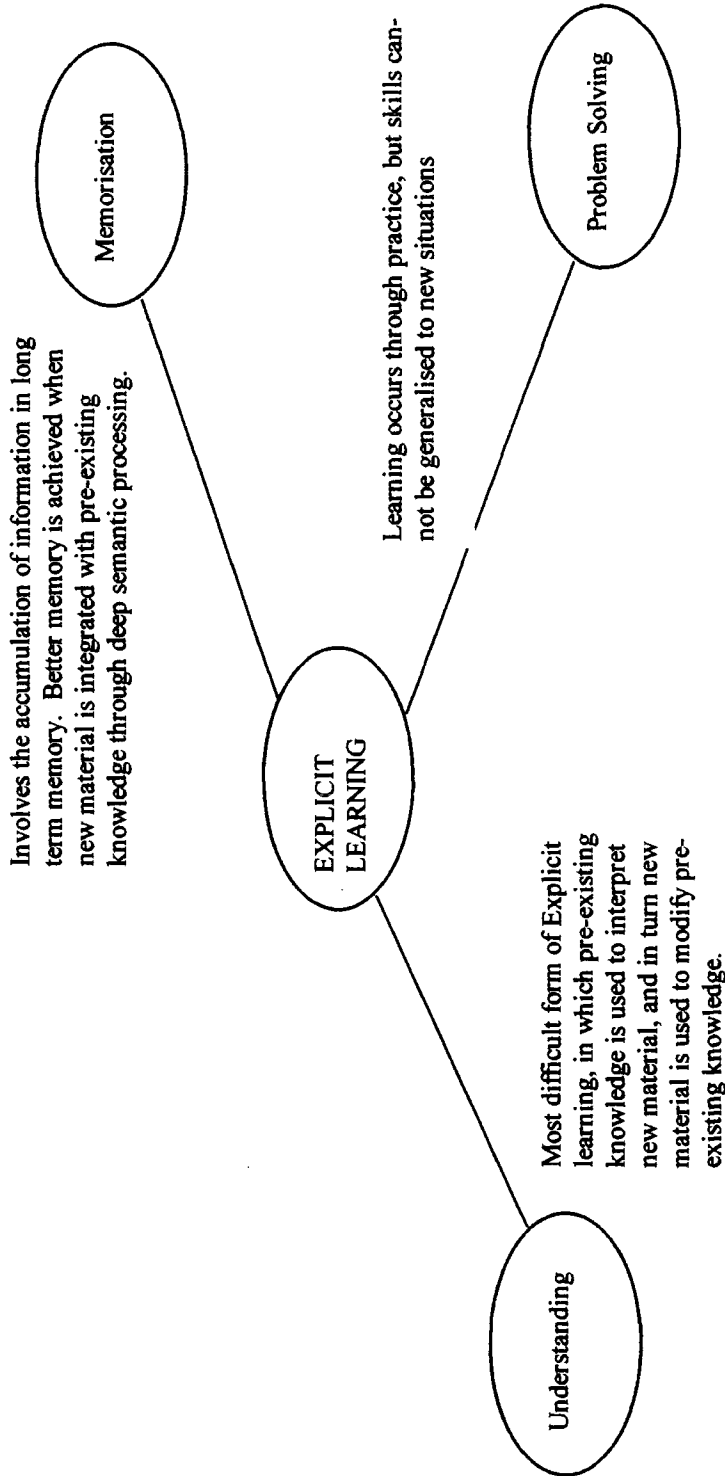 Involves the accumulation of information in long
term memory. Better memory is achieved when
new material is integrated with pre-existing
knowledge through deep semantic processing.
Memorisation
EXPLICIT
LEARNING
Learning occurs through practice, but skills can-
not be generalised to new situations
Problem Solving
Most difficult form of Explicit
learning, in which pre-existing
knowledge is used to interpret
new material, and in turn new
material is used to modify pre-
existing knowledge.
Understanding